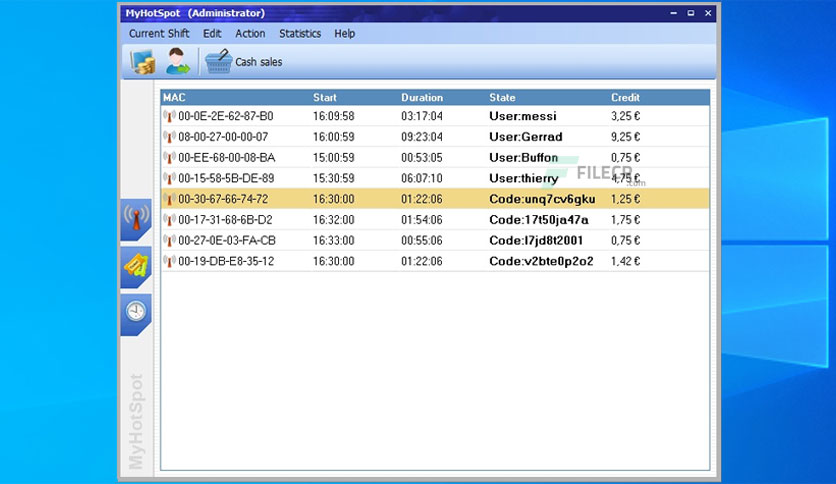 MyHotSpot (Administrator)
Current Shift Edit Action Statistics Help
Cash sales
MAC Start Duration State Credit
00-0E-2E-62-87-B0 16:09:58 03:17:04 User:messi 3,25 €
08-00-27-00-00-07 16:00:59 09:23:04 User:Gerrad 9,25 €
00-EE-68-00-08-BA 15:00:59 00:53:05 User:Buffon 0,75 €
00-15-58-5B-DE-89 15:30:59 06:07:10 User:thierry 4,75 €
FILECR
.com
00-30-67-66-74-72 16:30:00 01:22:06 Code:unq7cv6gku 1,25 €
00-17-31-68-6B-D2 16:32:00 01:54:06 Code:17t50ja47a 1,75 €
00-27-0E-03-FA-CB 16:33:00 00:55:06 Code:l7jd8t2001 0,75 €
00-19-DB-E8-35-12 16:30:00 01:22:06 Code:v2bte0p2o2 1,42 €
MyHotSpot